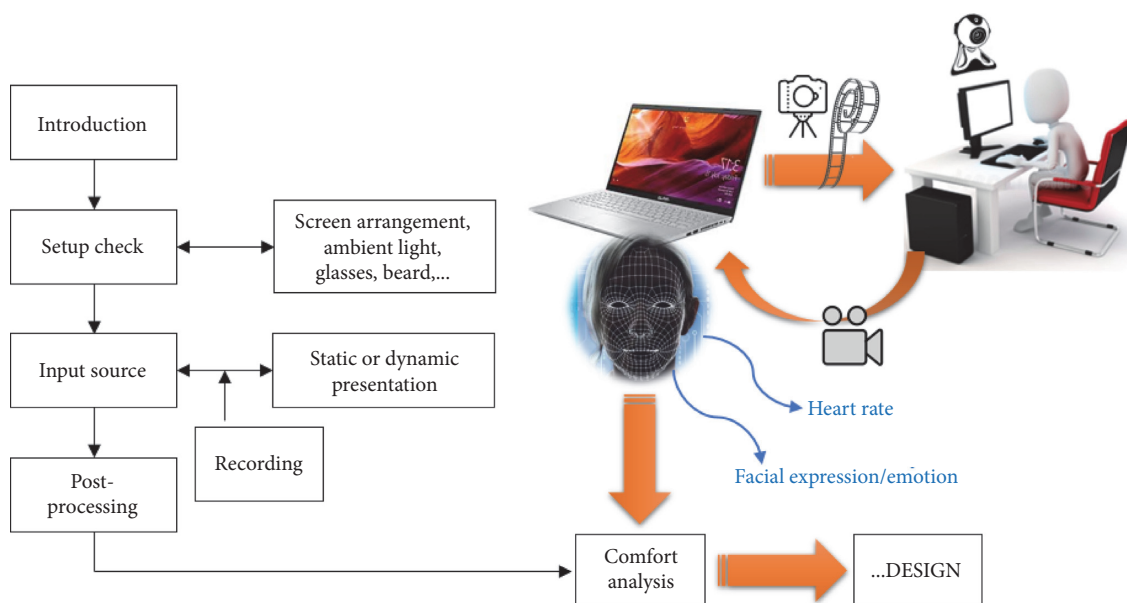 Introduction
Setup check
Screen arrangement,
ambient light,
glasses, beard,...
Input source
Static or dynamic
presentation
Recording
Post-
processing
Heart rate
Facial expression/emotion
Comfort
analysis
...DESIGN